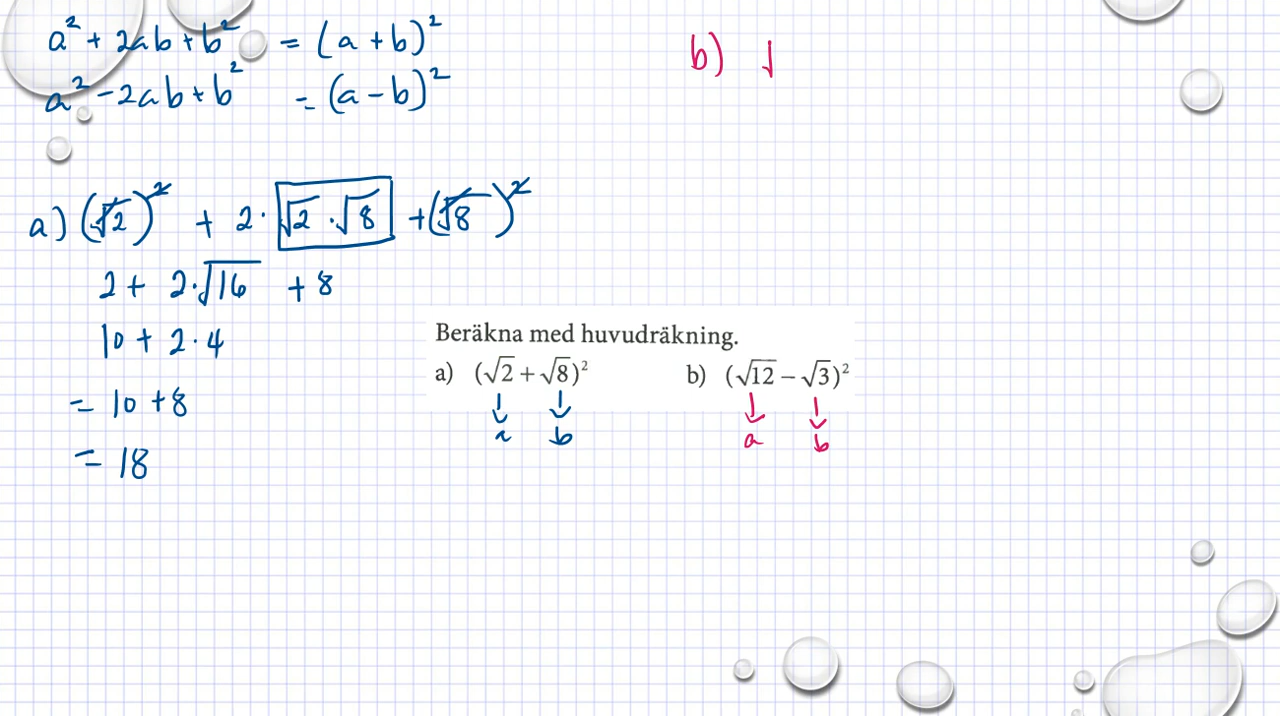 a² + 2ab + b² = (a + b)²
a² - 2ab + b² = (a - b)²
b) √
a) (√2)² + 2 · √2 · √8 + (√8)²
2 + 2 · √16 + 8
10 + 2 · 4
= 10 + 8
= 18
Beräkna med huvudräkning.
a) (√2 + √8)² b) (√12 − √3)²
a b a b